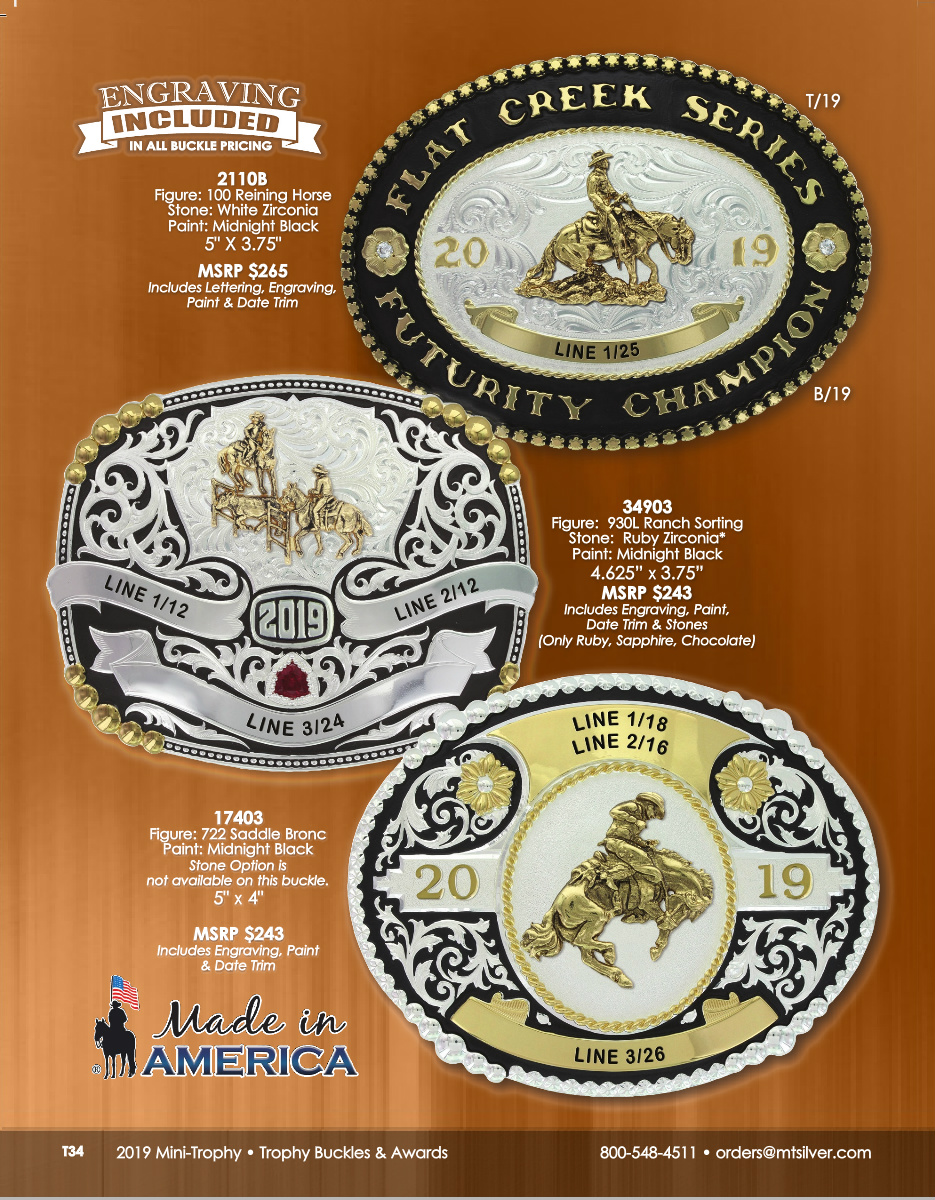 ENGRAVING
INCLUDED
IN ALL BUCKLE PRICING
T/19
FLAT CREEK SERIES
20 19
LINE 1/25
FUTURITY CHAMPION
B/19
2110B
Figure: 100 Reining Horse
Stone: White Zirconia
Paint: Midnight Black
5" X 3.75"
MSRP $265
Includes Lettering, Engraving,
Paint & Date Trim
LINE 1/12
LINE 2/12
2019
LINE 3/24
34903
Figure:  930L Ranch Sorting
Stone:  Ruby Zirconia*
Paint: Midnight Black
4.625” x 3.75”
MSRP $243
Includes Engraving, Paint,
Date Trim & Stones
(Only Ruby, Sapphire, Chocolate)
LINE 1/18
LINE 2/16
20 19
LINE 3/26
17403
Figure: 722 Saddle Bronc
Paint: Midnight Black
Stone Option is
not available on this buckle.
5" x 4"
MSRP $243
Includes Engraving, Paint
& Date Trim
®
Made in
AMERICA
T34 2019 Mini-Trophy • Trophy Buckles & Awards 800-548-4511 • orders@mtsilver.com